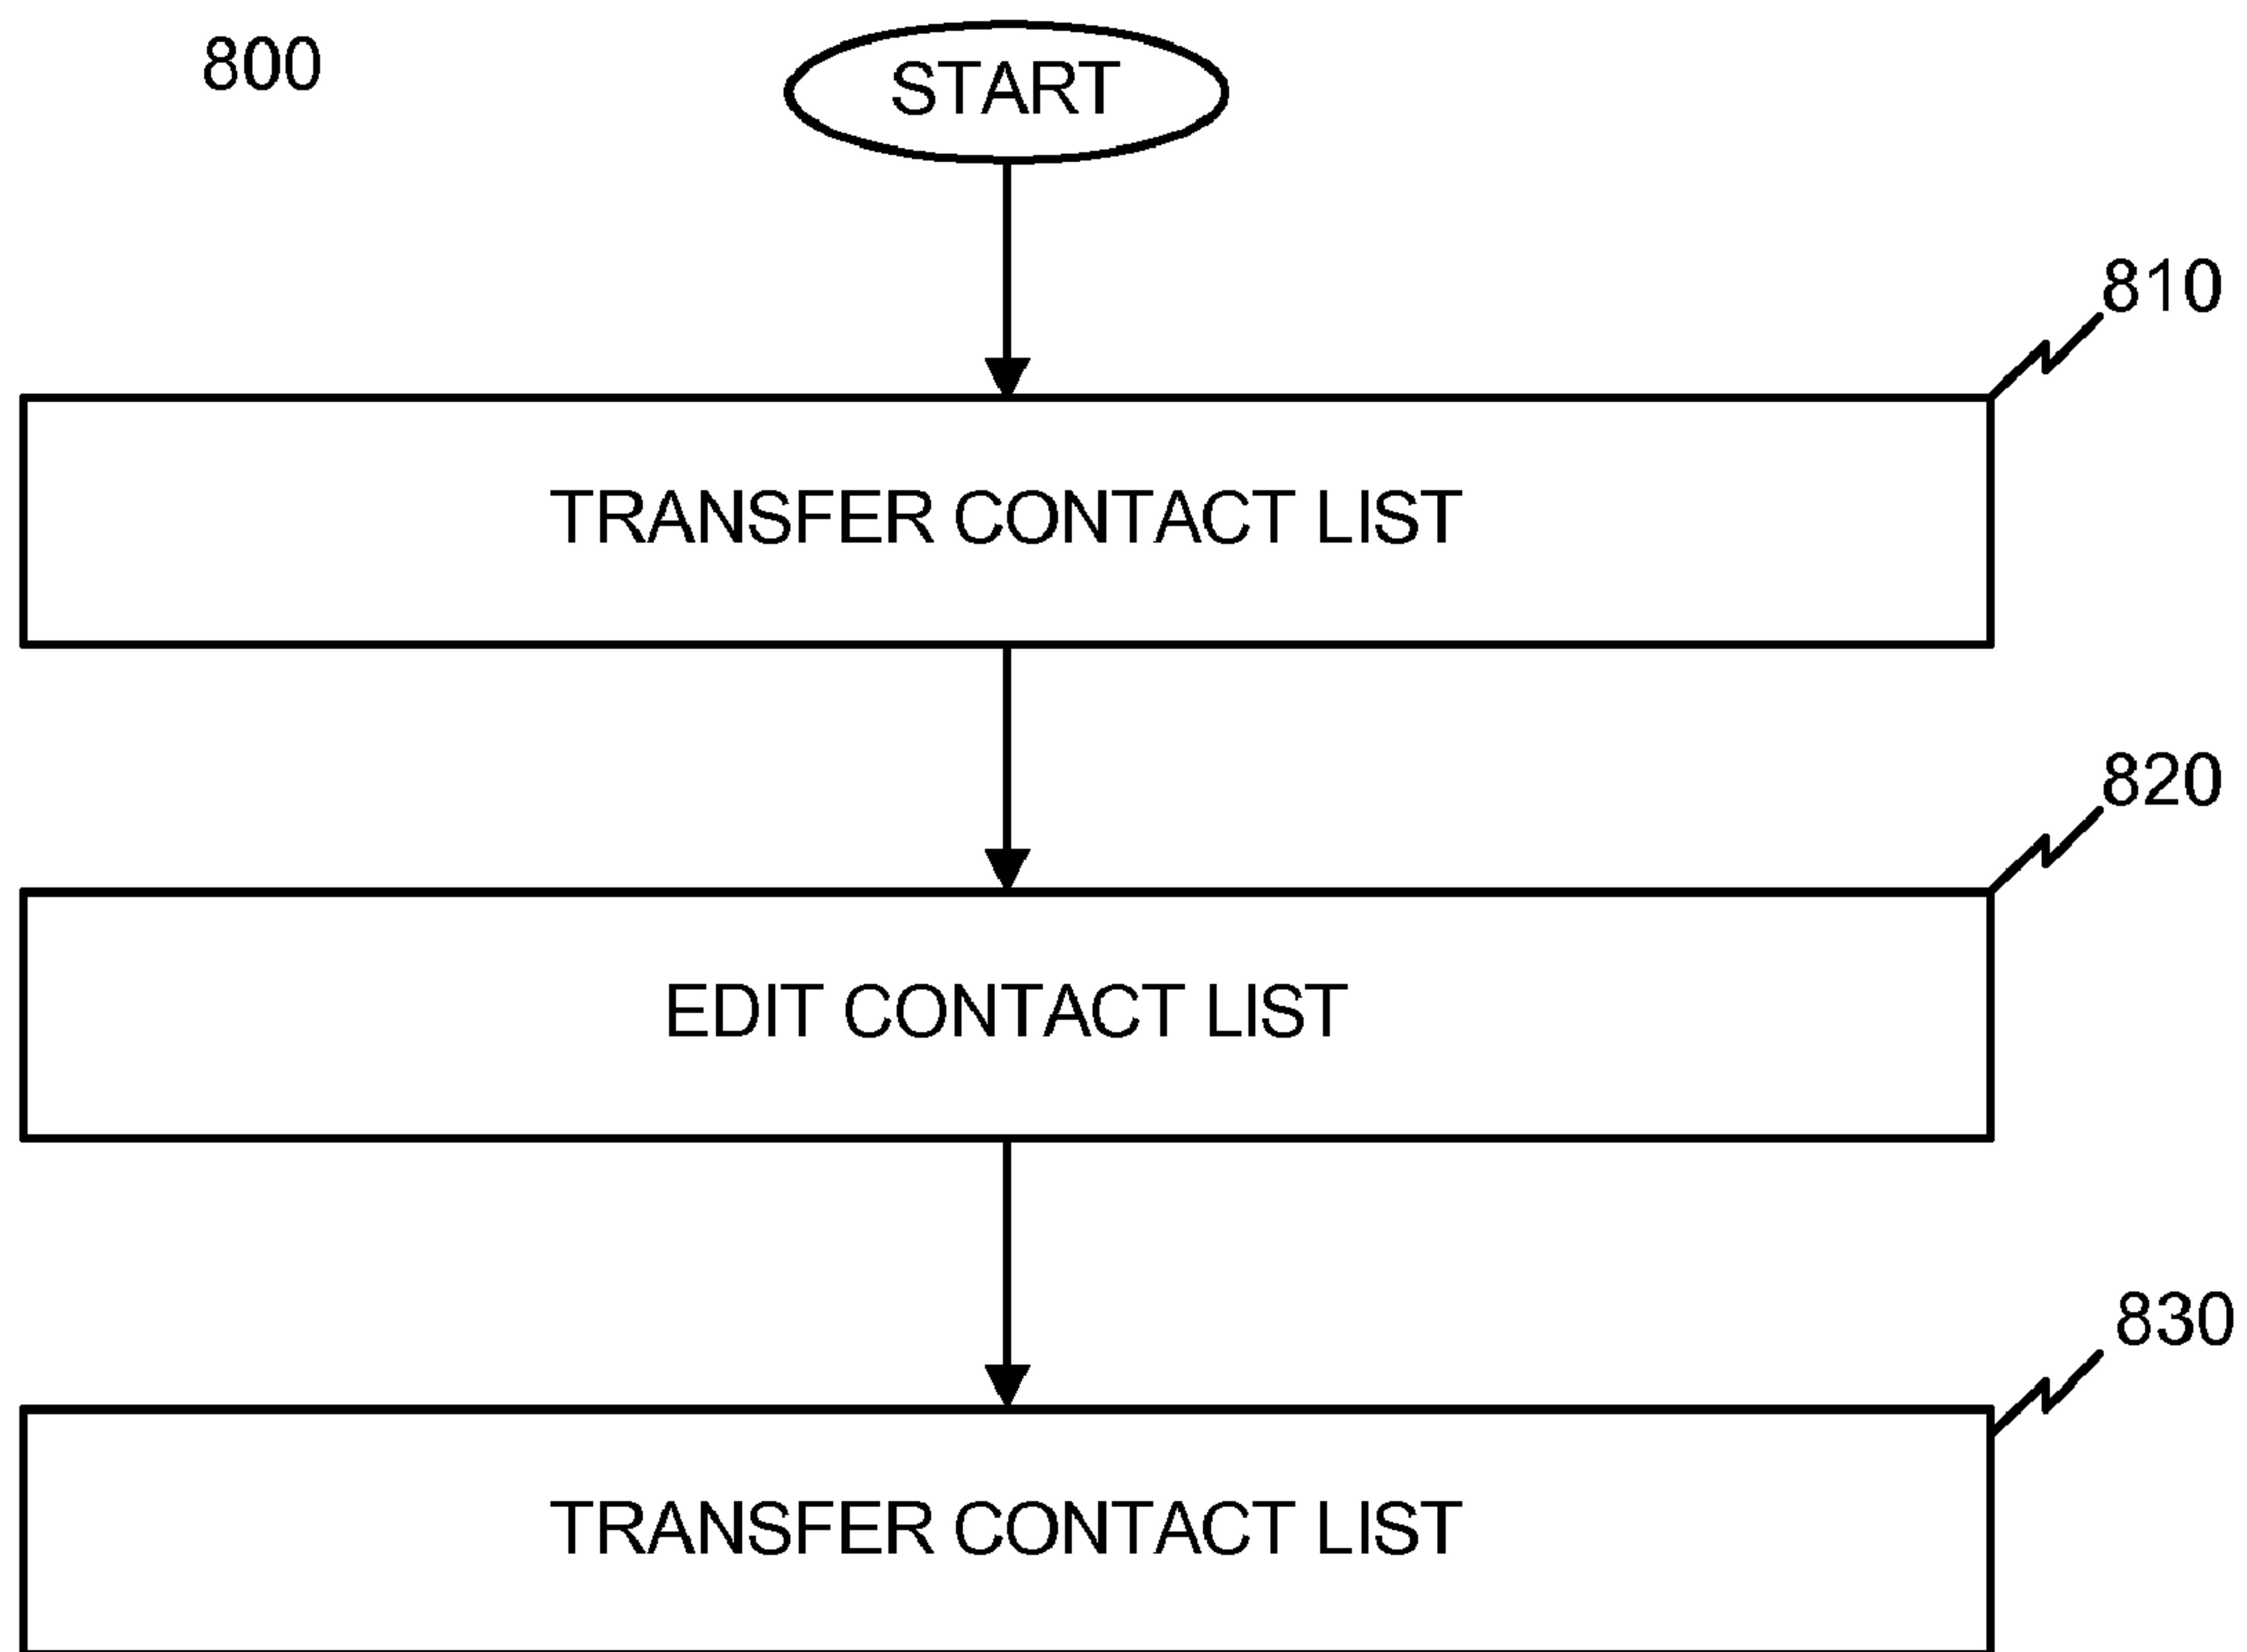 800
START
810
TRANSFER CONTACT LIST
820
EDIT CONTACT LIST
830
TRANSFER CONTACT LIST